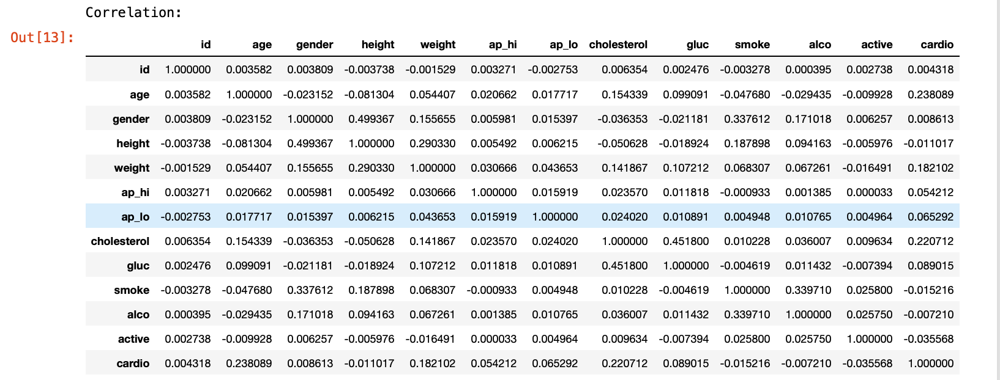 Correlation:
Out[13]:
id age gender height weight ap_hi ap_lo cholesterol gluc smoke alco active cardio
id 1.000000 0.003582 0.003809 -0.003738 -0.001529 0.003271 -0.002753 0.006354 0.002476 -0.003278 0.000395 0.002738 0.004318
age 0.003582 1.000000 -0.023152 -0.081304 0.054407 0.020662 0.017717 0.154339 0.099091 -0.047680 -0.029435 -0.009928 0.238089
gender 0.003809 -0.023152 1.000000 0.499367 0.155655 0.005981 0.015397 -0.036353 -0.021181 0.337612 0.171018 0.006257 0.008613
height -0.003738 -0.081304 0.499367 1.000000 0.290330 0.005492 0.006215 -0.050628 -0.018924 0.187898 0.094163 -0.005976 -0.011017
weight -0.001529 0.054407 0.155655 0.290330 1.000000 0.030666 0.043653 0.141867 0.107212 0.068307 0.067261 -0.016491 0.182102
ap_hi 0.003271 0.020662 0.005981 0.005492 0.030666 1.000000 0.015919 0.023570 0.011818 -0.000933 0.001385 0.000033 0.054212
ap_lo -0.002753 0.017717 0.015397 0.006215 0.043653 0.015919 1.000000 0.024020 0.010891 0.004948 0.010765 0.004964 0.065292
cholesterol 0.006354 0.154339 -0.036353 -0.050628 0.141867 0.023570 0.024020 1.000000 0.451800 0.010228 0.036007 0.009634 0.220712
gluc 0.002476 0.099091 -0.021181 -0.018924 0.107212 0.011818 0.010891 0.451800 1.000000 -0.004619 0.011432 -0.007394 0.089015
smoke -0.003278 -0.047680 0.337612 0.187898 0.068307 -0.000933 0.004948 0.010228 -0.004619 1.000000 0.339710 0.025800 -0.015216
alco 0.000395 -0.029435 0.171018 0.094163 0.067261 0.001385 0.010765 0.036007 0.011432 0.339710 1.000000 0.025750 -0.007210
active 0.002738 -0.009928 0.006257 -0.005976 -0.016491 0.000033 0.004964 0.009634 -0.007394 0.025800 0.025750 1.000000 -0.035568
cardio 0.004318 0.238089 0.008613 -0.011017 0.182102 0.054212 0.065292 0.220712 0.089015 -0.015216 -0.007210 -0.035568 1.000000